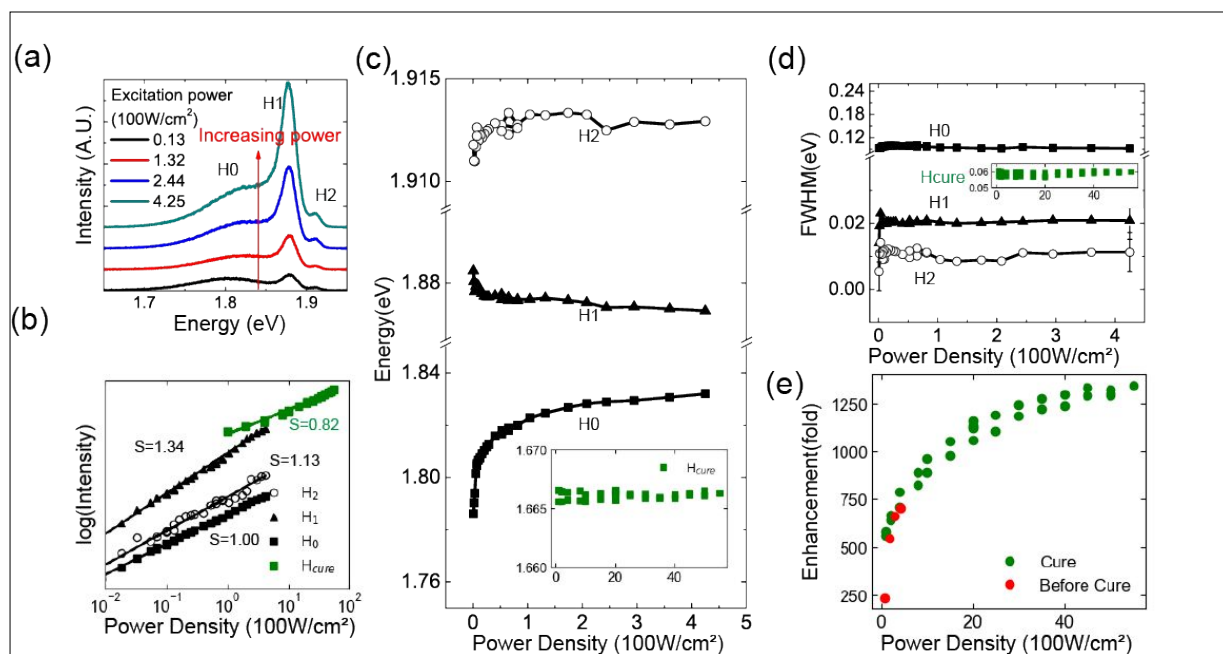 (a)
Excitation power
(100W/cm²)
0.13
1.32
2.44
4.25
Increasing power
H0
H1
H2
Intensity (A.U.)
1.7
1.8
1.9
Energy (eV)
(b)
S=0.82
S=1.34
S=1.13
S=1.00
H₂
H₁
H₀
Hcure
log(Intensity)
10⁻² 10⁻¹ 10⁰ 10¹ 10²
Power Density (100W/cm²)
(c)
1.915
1.910
1.88
1.84
1.80
1.76
Energy(eV)
H2
H1
H0
1.670
1.665
1.660
Hcure
0 20 40
0 1 2 3 4 5
Power Density (100W/cm²)
(d)
0.24
0.12
0.02
0.00
FWHM(eV)
H0
Hcure
0.06
0.05
0 20 40
H1
H2
0 1 2 3 4
Power Density (100W/cm²)
(e)
1250
1000
750
500
250
Enhancement(fold)
Cure
Before Cure
0 20 40
Power Density (100W/cm²)